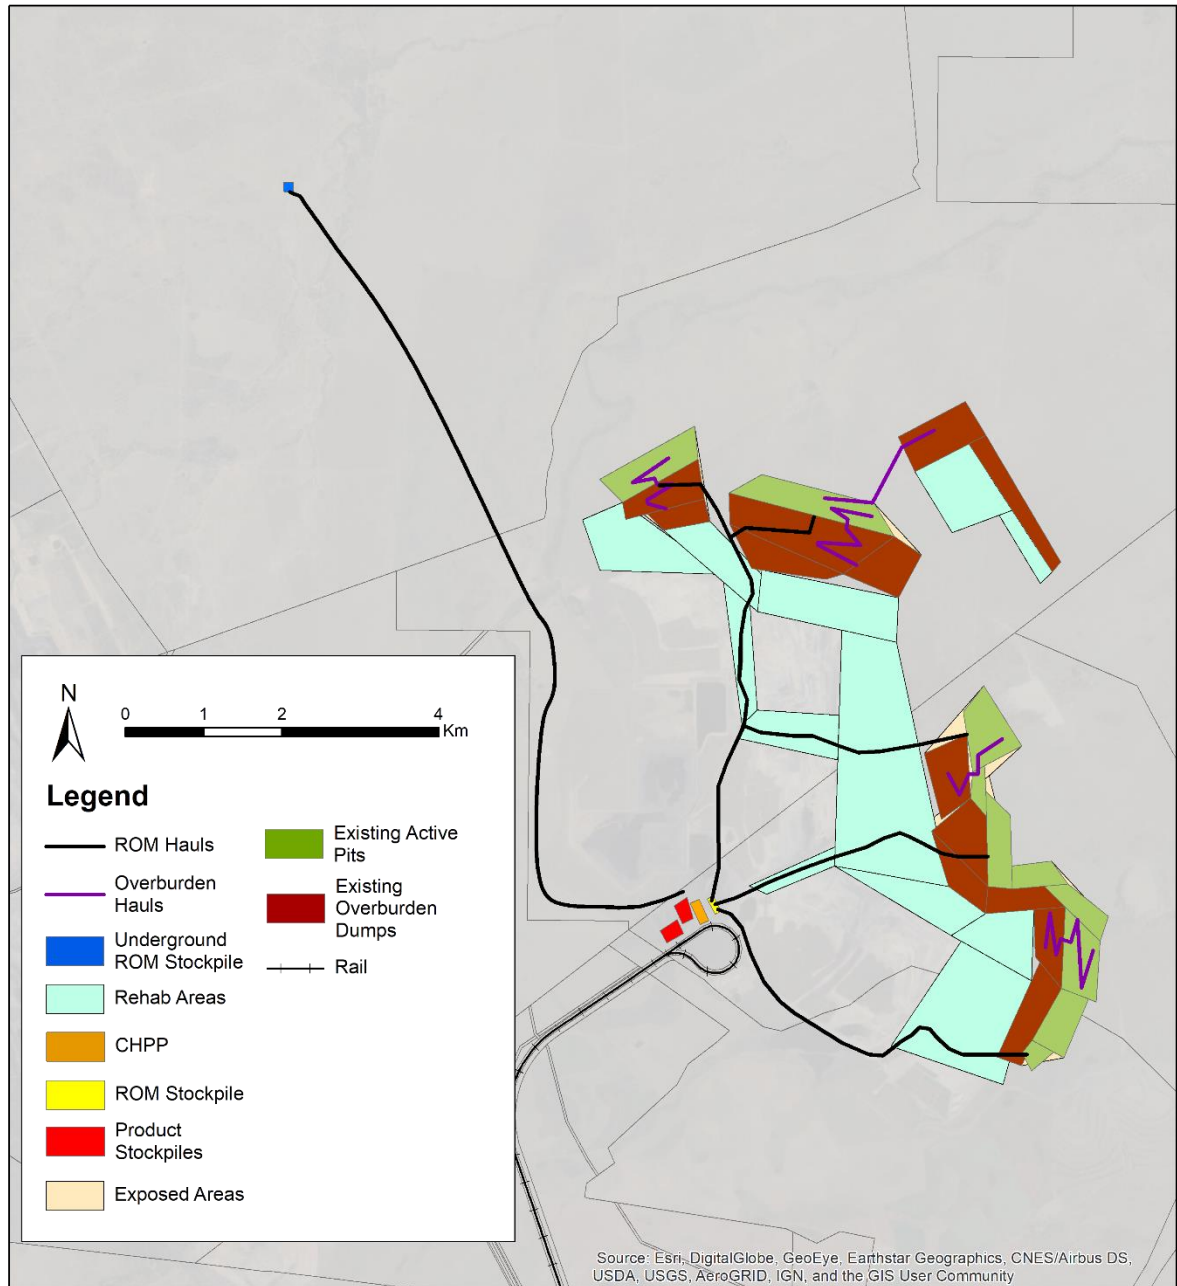 N
0 1 2 4
Km
Legend
ROM Hauls
Overburden
Hauls
Underground
ROM Stockpile
Rehab Areas
CHPP
ROM Stockpile
Product
Stockpiles
Exposed Areas
Existing Active
Pits
Existing
Overburden
Dumps
Rail
Source: Esri, DigitalGlobe, GeoEye, Earthstar Geographics, CNES/Airbus DS,
USDA, USGS, AeroGRID, IGN, and the GIS User Community